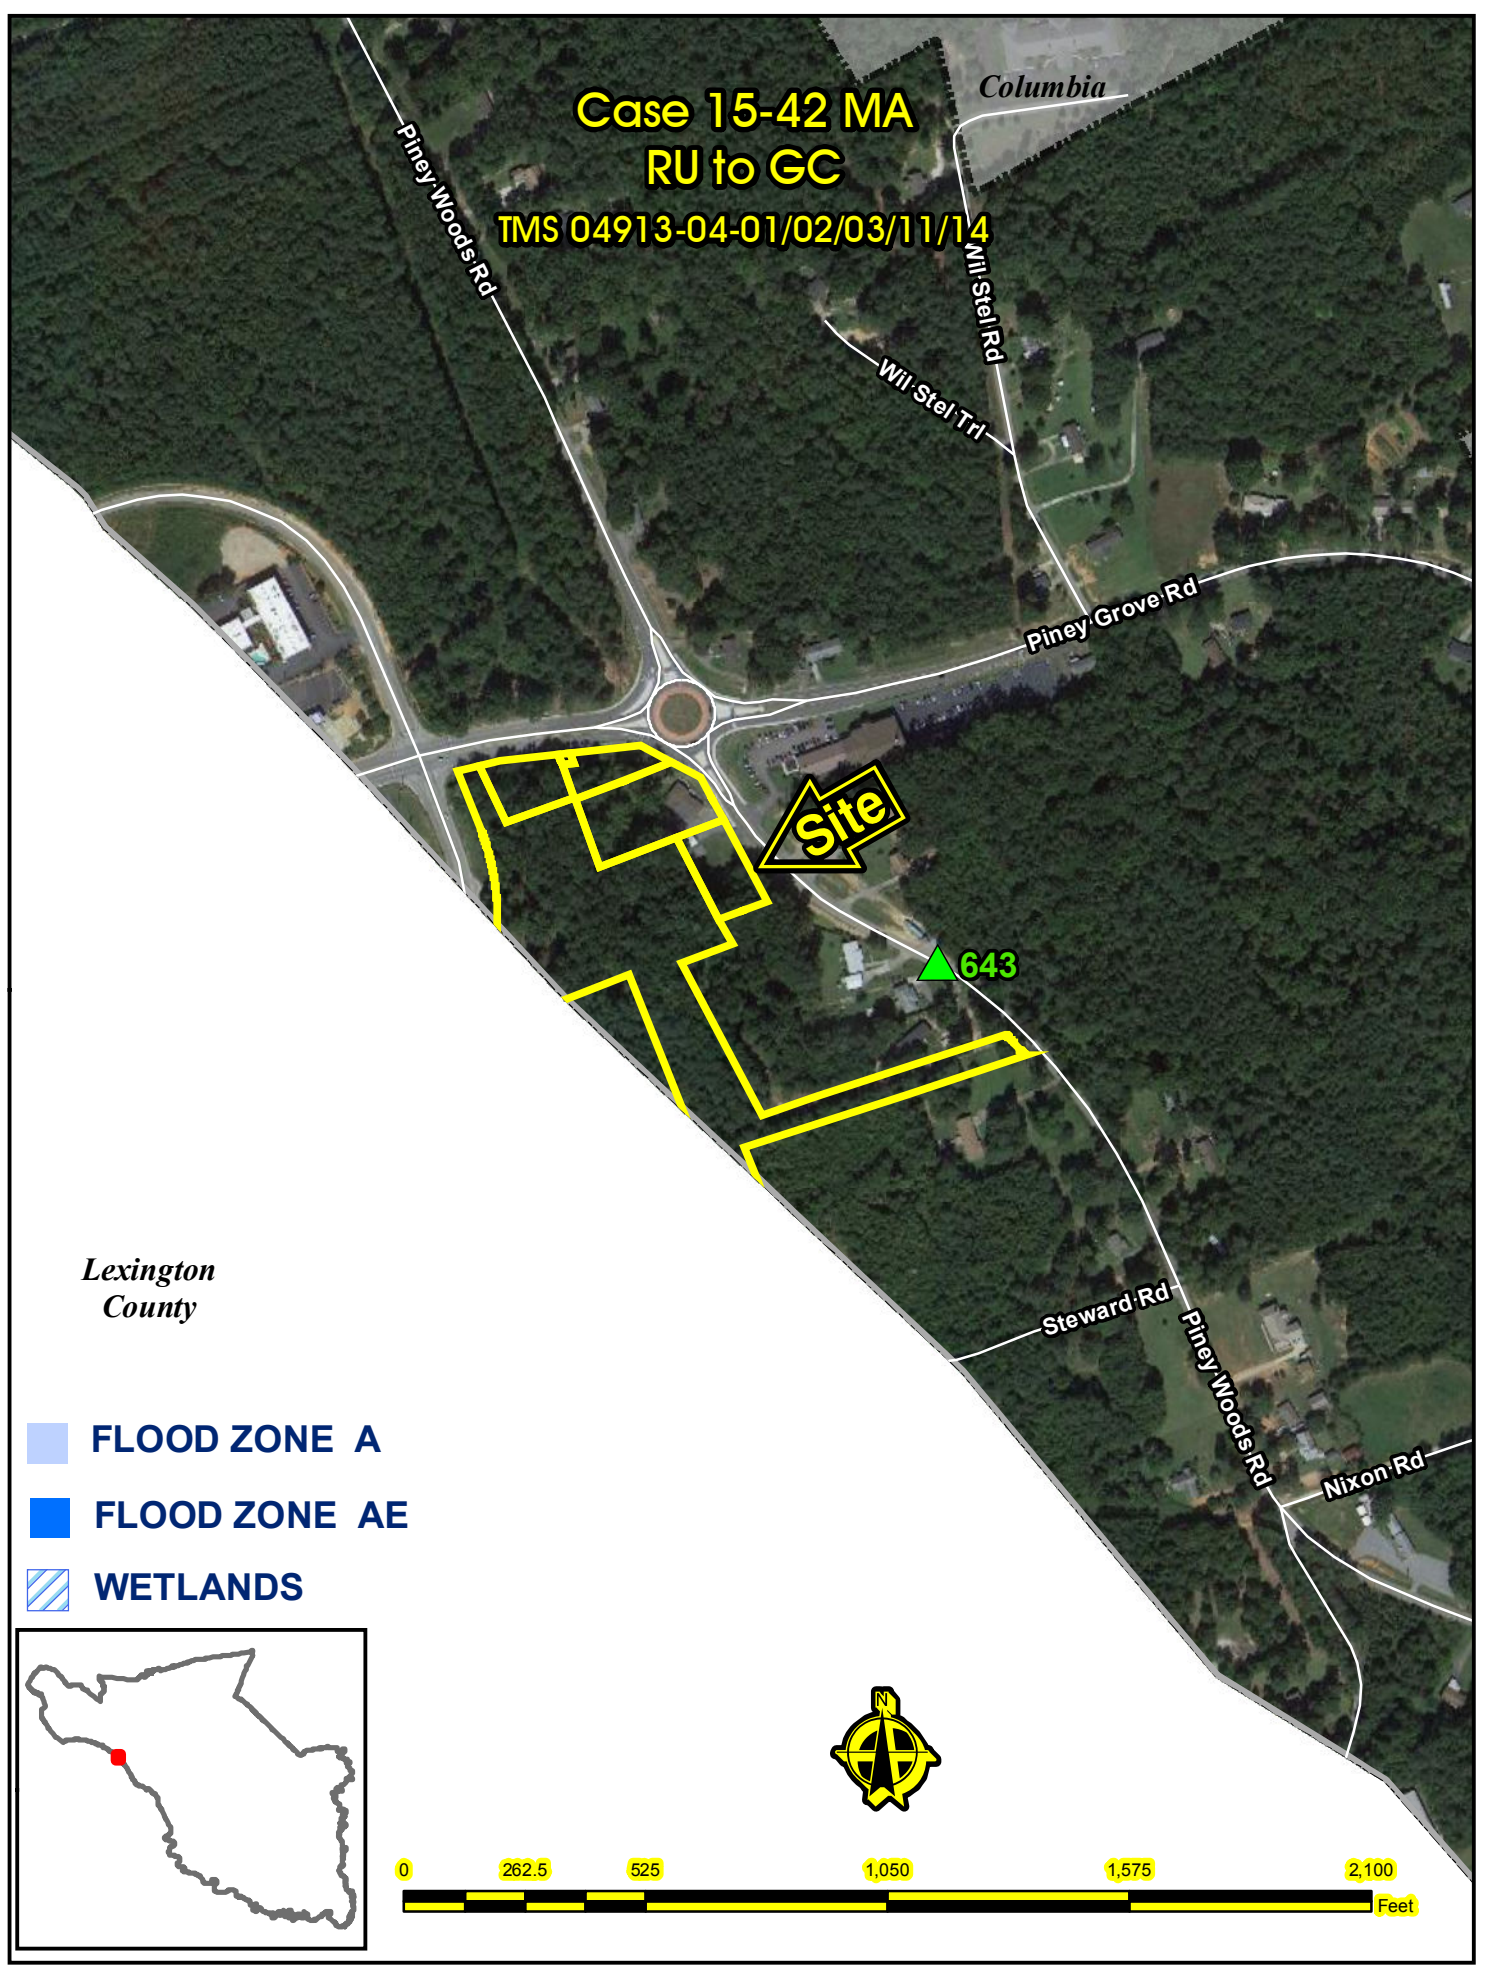 Columbia
Case 15-42 MA
RU to GC
TMS 04913-04-01/02/03/11/14
Piney Woods Rd
Wil Stel Rd
Wil Stel Trl
Piney Grove Rd
Site
643
Lexington
County
Steward Rd
Piney Woods Rd
Nixon Rd
FLOOD ZONE A
FLOOD ZONE AE
WETLANDS
N
0 262.5 525 1,050 1,575 2,100
Feet